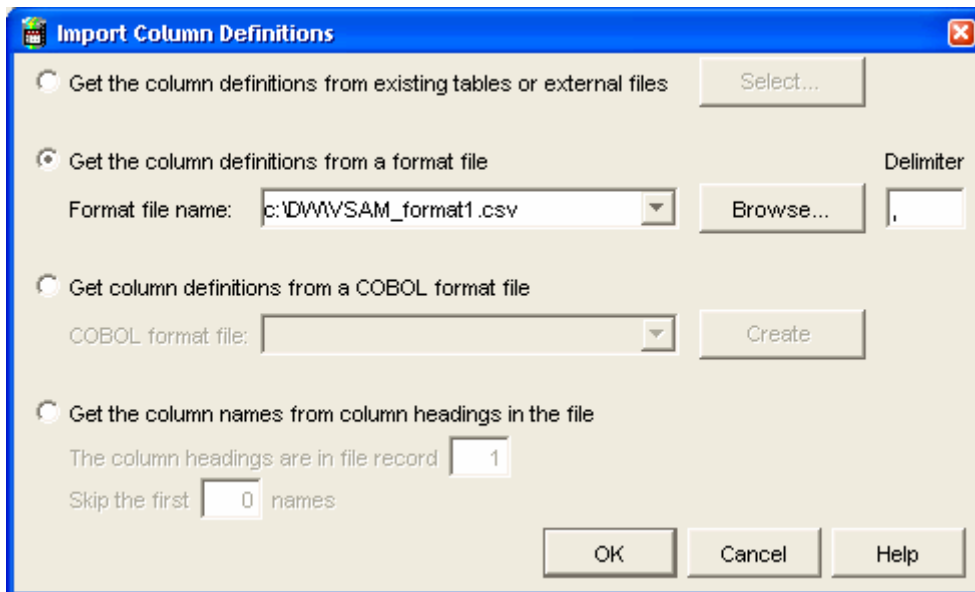 Import Column Definitions
Get the column definitions from existing tables or external files Select...
Get the column definitions from a format file Delimiter
Format file name: c:\DW\VSAM_format1.csv Browse... ,
Get column definitions from a COBOL format file
COBOL format file: Create
Get the column names from column headings in the file
The column headings are in file record 1
Skip the first 0 names
OK Cancel Help